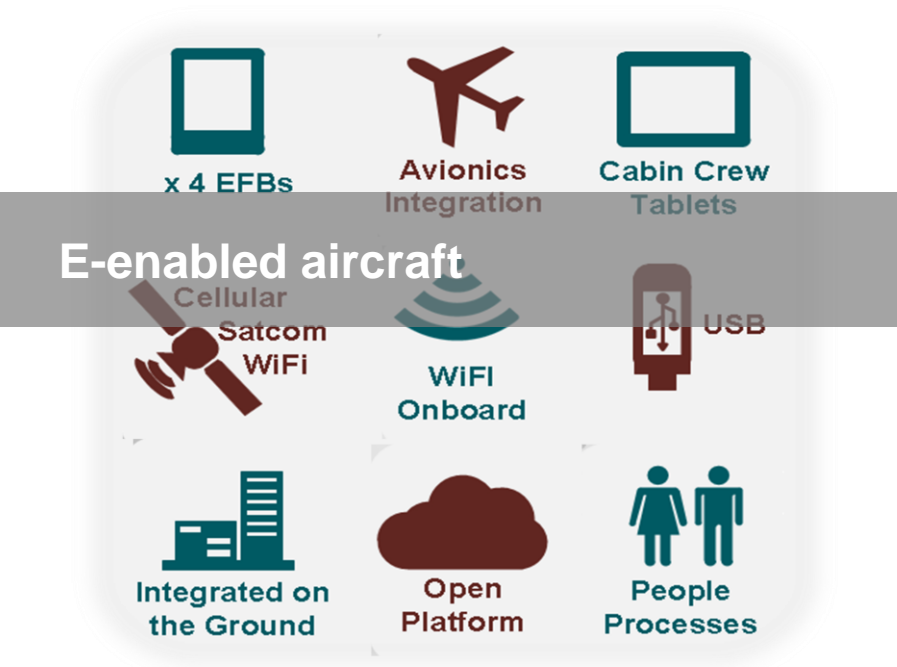 x 4 EFBs
Avionics
Integration
Cabin Crew
Tablets
E-enabled aircraft
Cellular
Satcom
WiFi
WiFI
Onboard
USB
Integrated on
the Ground
Open
Platform
People
Processes